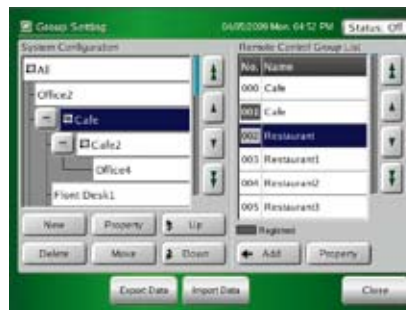 Group Setting
04/05/2009 Mon. 04:52 PM
Status: Off
System Configuration
All
Office2
Cafe
Cafe2
Office4
Front Desk1
New
Property
Up
Delete
Move
Down
Remote Control Group List
No. Name
000 Cafe
001 Cafe
002 Restaurant
003 Restaurant1
004 Restaurant2
005 Restaurant3
Registered
Add
Property
Export Data
Import Data
Close